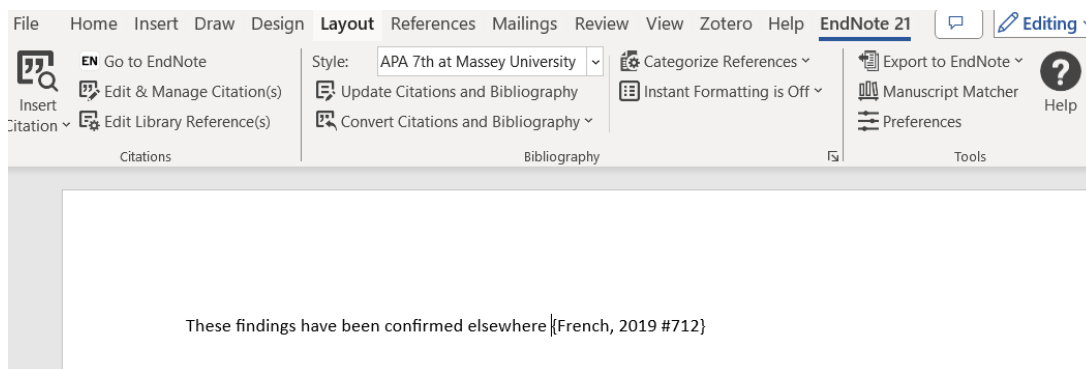 File Home Insert Draw Design Layout References Mailings Review View Zotero Help EndNote 21 Editing
EN Go to EndNote
Edit & Manage Citation(s)
Edit Library Reference(s)
Insert
Citation
Citations
Style: APA 7th at Massey University
Update Citations and Bibliography
Convert Citations and Bibliography
Categorize References
Instant Formatting is Off
Bibliography
Export to EndNote
Manuscript Matcher
Preferences
Help
Tools
These findings have been confirmed elsewhere {French, 2019 #712}